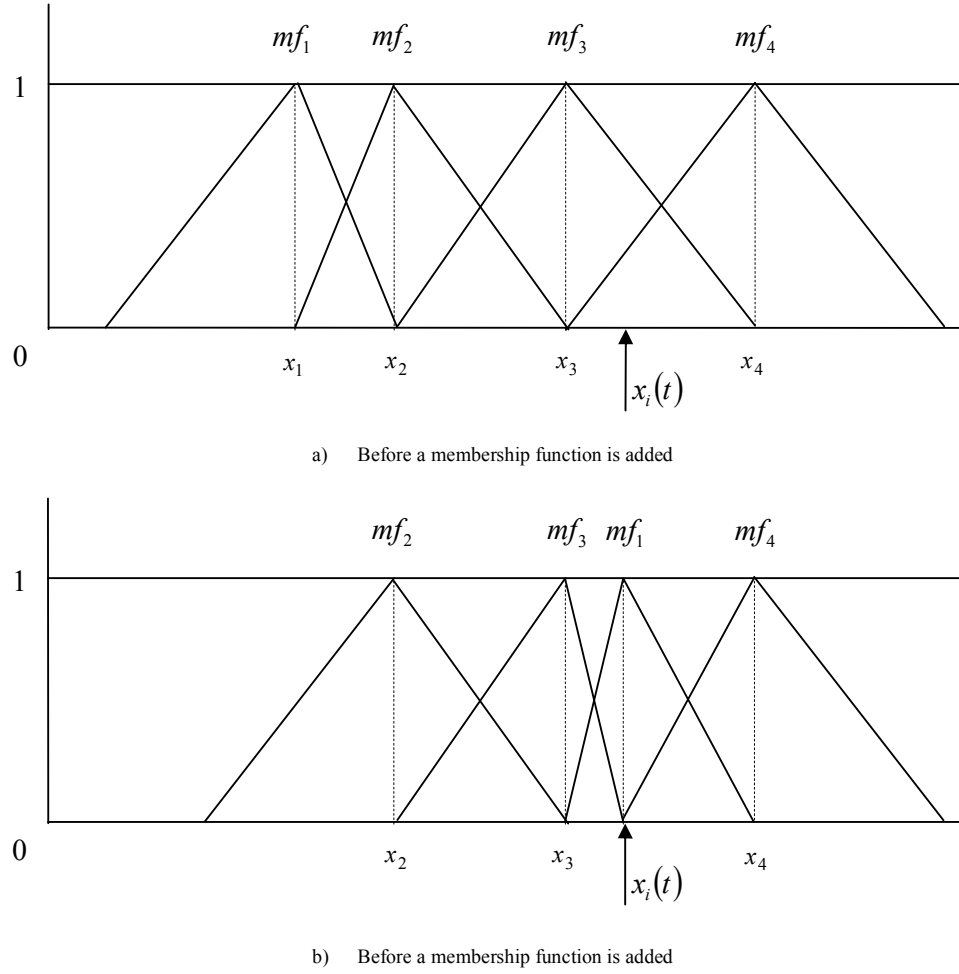 mf₁ mf₂ mf₃ mf₄
1
0
x₁ x₂ x₃ x₄
xᵢ(t)
a) Before a membership function is added
mf₂ mf₃ mf₁ mf₄
1
0
x₂ x₃ x₄
xᵢ(t)
b) Before a membership function is added